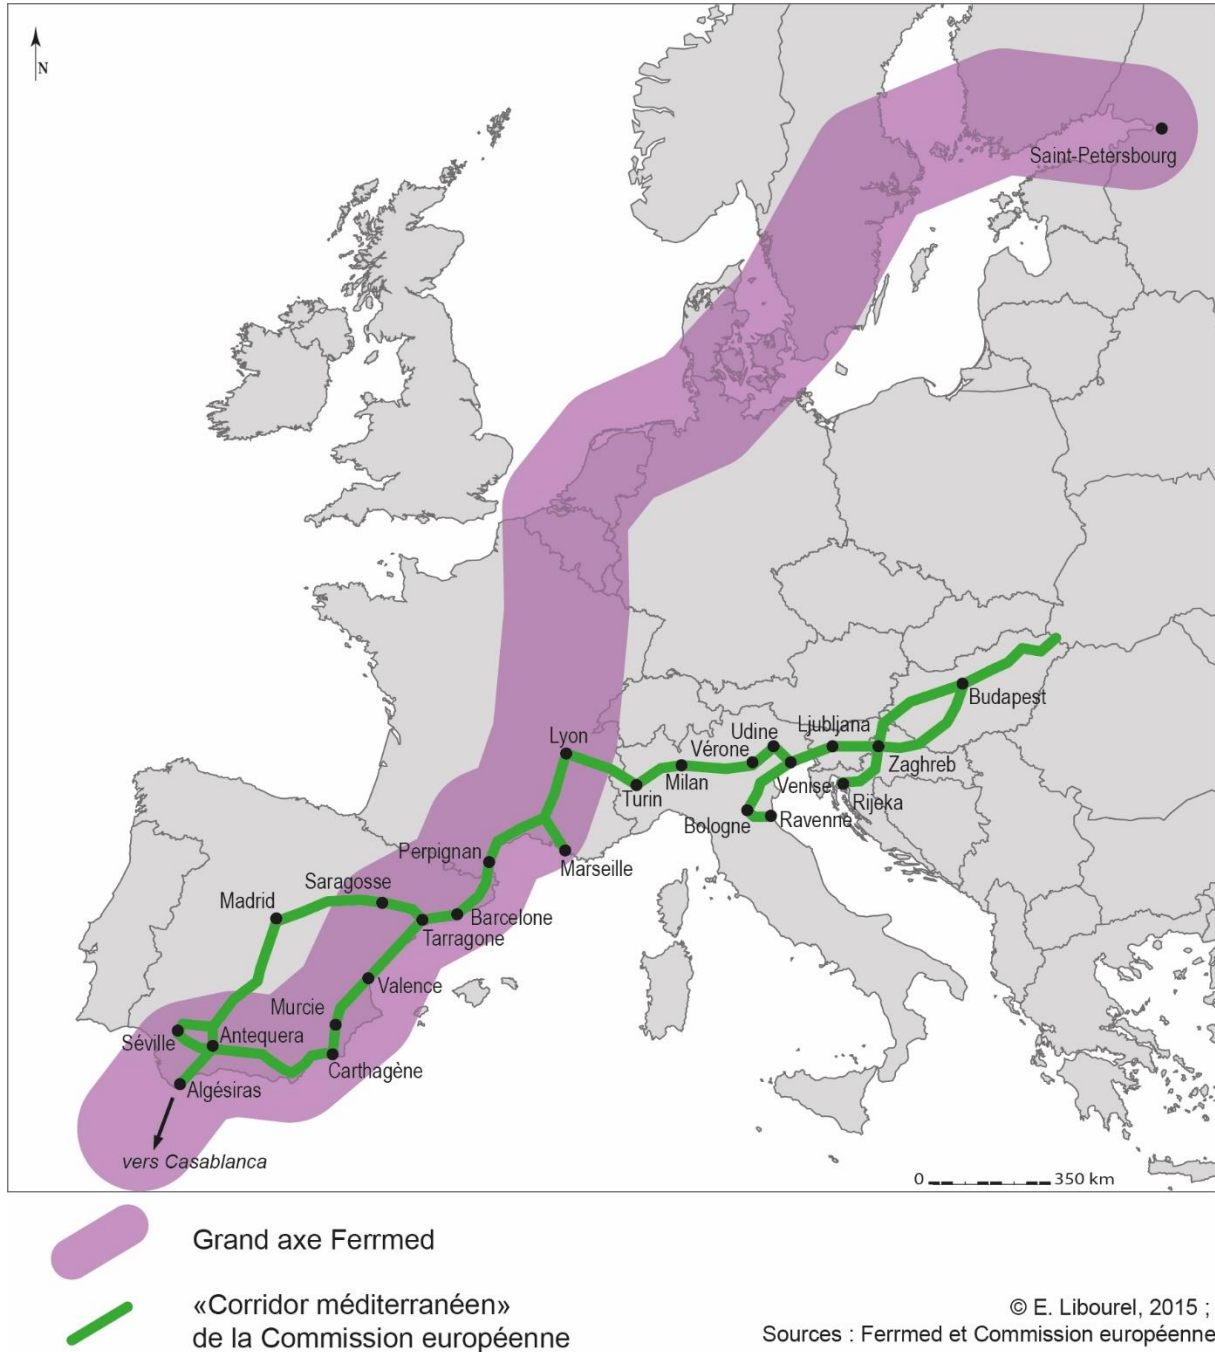 N
Saint-Petersbourg
Budapest
Ljubljana
Udine
Lyon
Vérone
Zaghreb
Milan
Venise
Turin
Rijeka
Bologne
Ravenne
Perpignan
Marseille
Saragosse
Madrid
Barcelone
Tarragone
Valence
Murcie
Séville
Antequera
Carthagène
Algésiras
vers Casablanca
0 350 km
Grand axe Ferrmed
«Corridor méditerranéen»
de la Commission européenne
© E. Libourel, 2015 ;
Sources : Ferrmed et Commission européenne